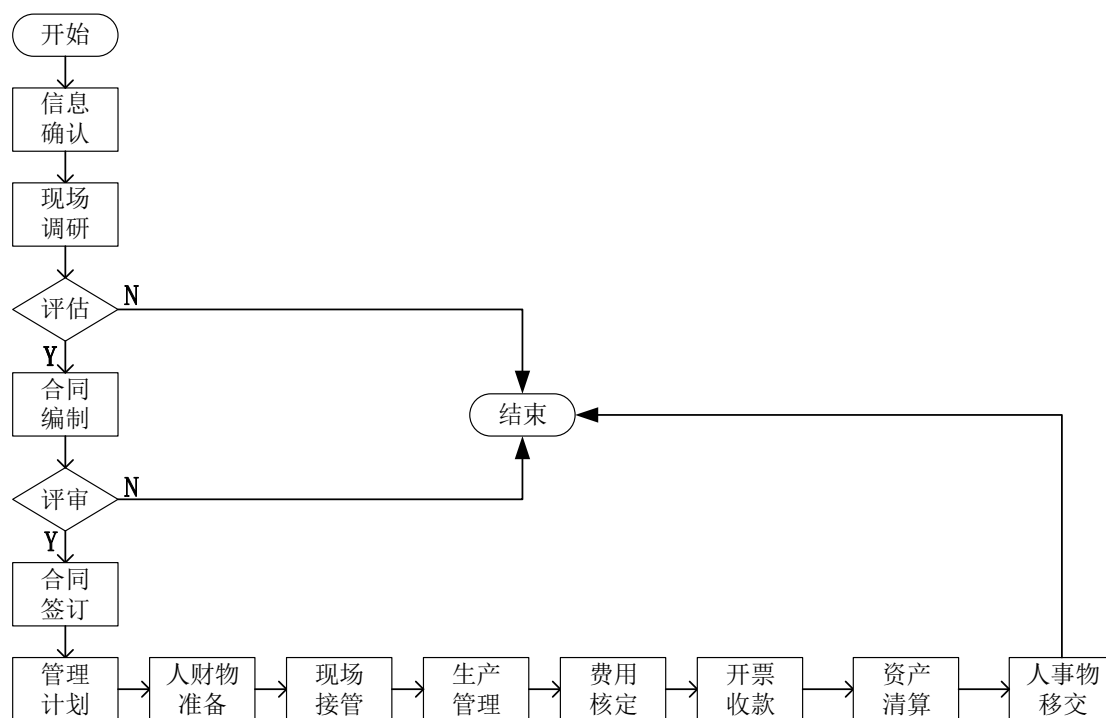 开始
信息
确认
现场
调研
评估
N
Y
合同
编制
结束
评审
N
Y
合同
签订
管理
计划
人财物
准备
现场
接管
生产
管理
费用
核定
开票
收款
资产
清算
人事物
移交